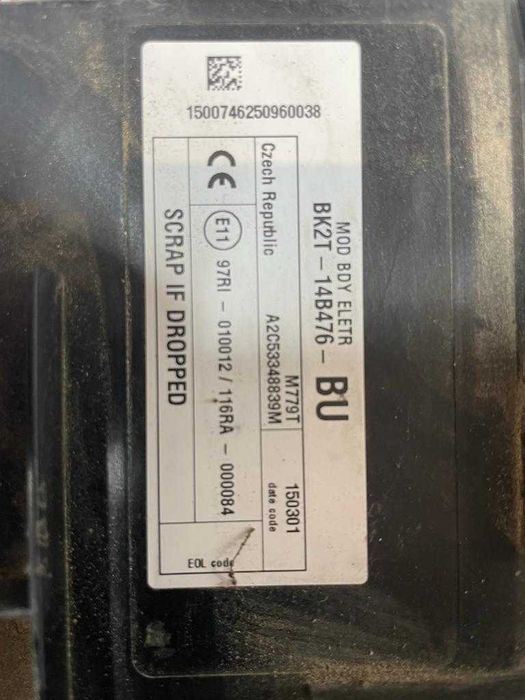 1500746250960038
MOD BDY ELETR
BK2T - 14B476 - BU
Czech Republic
M779T
A2C53348839M
150301
date code
CE
E11 97RI - 010012 / 116RA - 000084
SCRAP IF DROPPED
EOL code